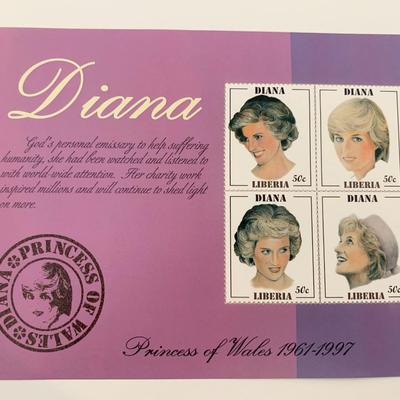 Diana
God's personal emissary to help suffering
humanity, she had been watched and listened to
with world-wide attention. Her charity work
inspired millions and will continue to shed light
on more.
DIANA
50c
LIBERIA
DIANA
50c
LIBERIA
DIANA
50c
LIBERIA
DIANA
50c
LIBERIA
DIANA PRINCESS OF WALES
Princess of Wales 1961-1997